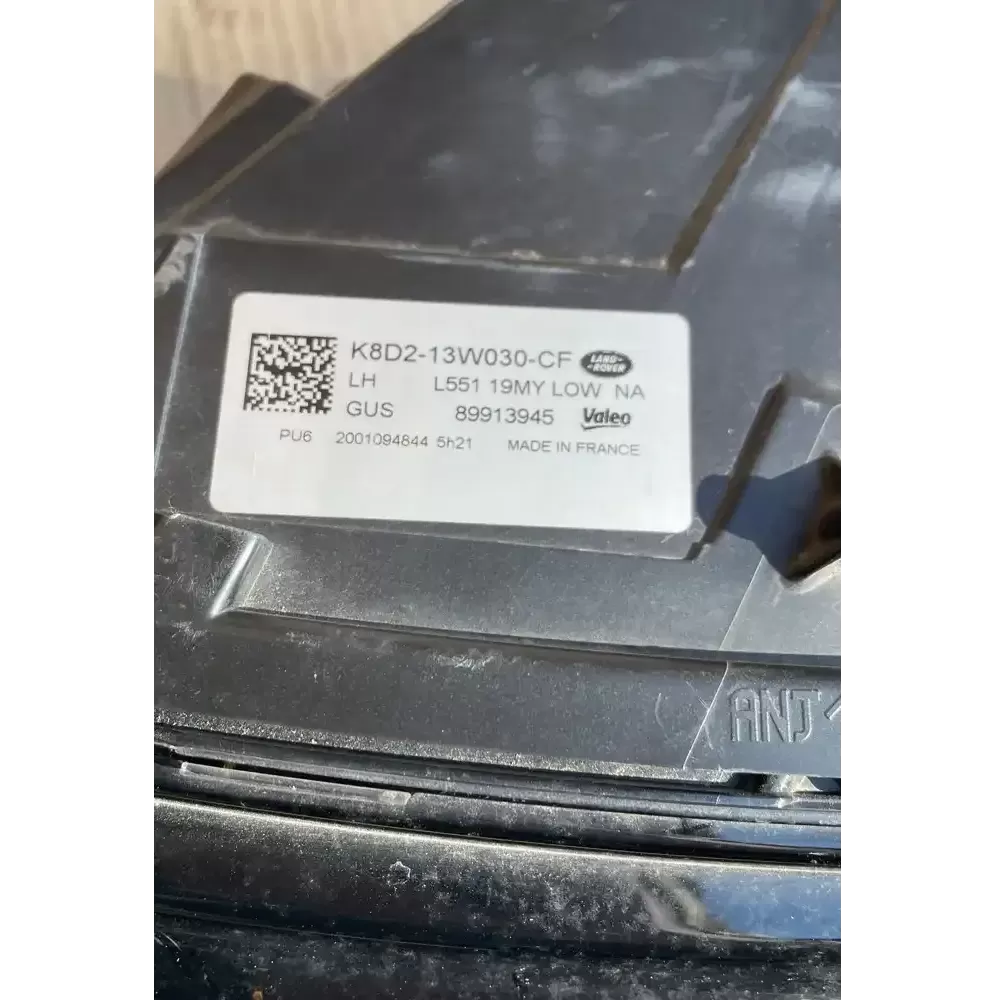 K8D2-13W030-CF LAND-ROVER
LH L551 19MY LOW NA
GUS 89913945 Valeo
PU6 2001094844 5h21 MADE IN FRANCE
ANJ